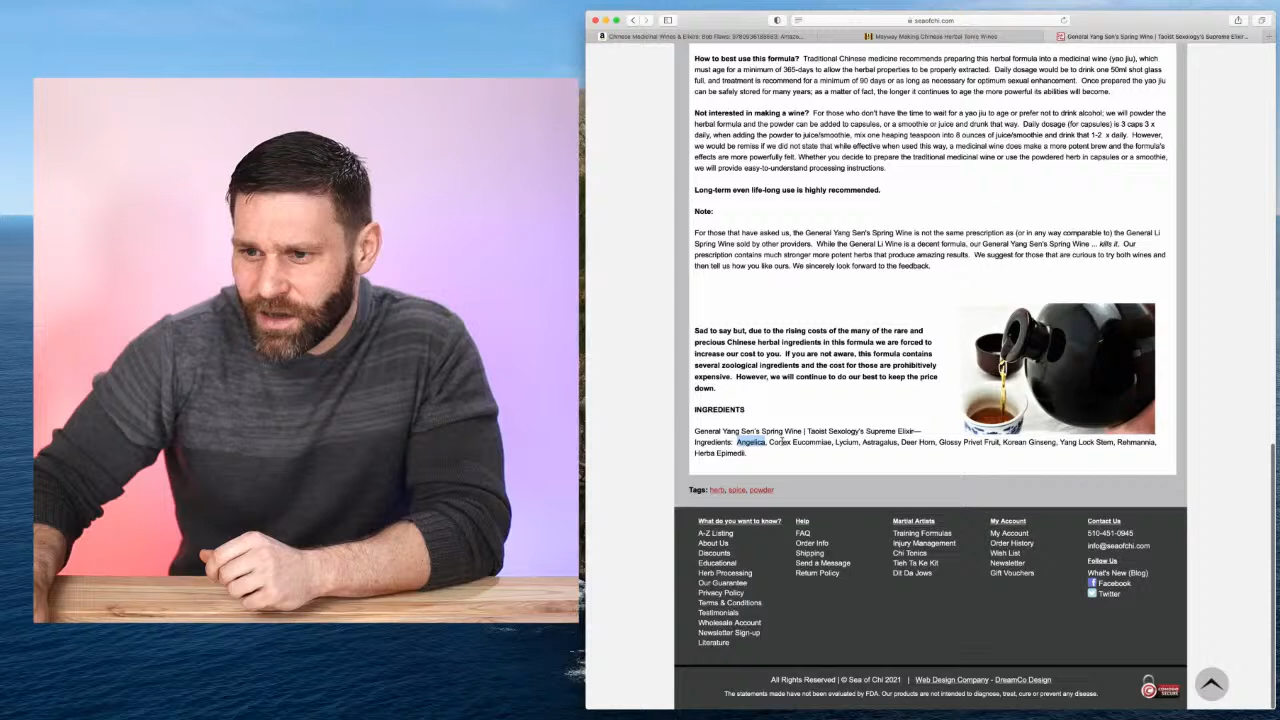 seaofchi.com
Chinese Medicinal Wines & Elixirs: Bob Flaws: 9780936185583: Amaze...
Mayway Making Chinese Herbal Tonic Wines
General Yang Sen's Spring Wine | Taoist Sexology's Supreme Elixir...
How to best use this formula? Traditional Chinese medicine recommends preparing this herbal formula into a medicinal wine (yao jiu), which
must age for a minimum of 365-days to allow the herbal properties to be properly extracted. Daily dosage would be to drink one 50ml shot glass
full, and treatment is recommend for a minimum of 90 days or as long as necessary for optimum sexual enhancement. Once prepared the yao jiu
can be safely stored for many years; as a matter of fact, the longer it continues to age the more powerful its abilities will become.
Not interested in making a wine? For those who don't have the time to wait for a yao jiu to age or prefer not to drink alcohol; we will powder the
herbal formula and the powder can be added to capsules, or a smoothie or juice and drunk that way. Daily dosage (for capsules) is 3 caps 3 x
daily, when adding the powder to juice/smoothie, mix one heaping teaspoon into 8 ounces of juice/smoothie and drink that 1-2 x daily. However,
we would be remiss if we did not state that while effective when used this way, a medicinal wine does make a more potent brew and the formula's
effects are more powerfully felt. Whether you decide to prepare the traditional medicinal wine or use the powdered herb in capsules or a smoothie,
we will provide easy-to-understand processing instructions.
Long-term even life-long use is highly recommended.
Note:
For those that have asked us, the General Yang Sen's Spring Wine is not the same prescription as (or in any way comparable to) the General Li
Spring Wine sold by other providers. While the General Li Wine is a decent formula, our General Yang Sen's Spring Wine ... kills it. Our
prescription contains much stronger more potent herbs that produce amazing results. We suggest for those that are curious to try both wines and
then tell us how you like ours. We sincerely look forward to the feedback.
Sad to say but, due to the rising costs of the many of the rare and
precious Chinese herbal ingredients in this formula we are forced to
increase our cost to you. If you are not aware, this formula contains
several zoological ingredients and the cost for those are prohibitively
expensive. However, we will continue to do our best to keep the price
down.
INGREDIENTS
General Yang Sen's Spring Wine | Taoist Sexology's Supreme Elixir—
Ingredients: Angelica, Cortex Eucommiae, Lycium, Astragalus, Deer Horn, Glossy Privet Fruit, Korean Ginseng, Yang Lock Stem, Rehmannia,
Herba Epimedii.
Tags: herb, spice, powder
What do you want to know?
A-Z Listing
About Us
Discounts
Educational
Herb Processing
Our Guarantee
Privacy Policy
Terms & Conditions
Testimonials
Wholesale Account
Newsletter Sign-up
Literature
Help
FAQ
Order Info
Shipping
Send a Message
Return Policy
Martial Artists
Training Formulas
Injury Management
Chi Tonics
Tieh Ta Ke Kit
Dit Da Jows
My Account
My Account
Order History
Wish List
Newsletter
Gift Vouchers
Contact Us
510-451-0945
info@seaofchi.com
Follow Us
What's New (Blog)
Facebook
Twitter
All Rights Reserved | © Sea of Chi 2021 | Web Design Company - DreamCo Design
The statements made have not been evaluated by FDA. Our products are not intended to diagnose, treat, cure or prevent any disease.